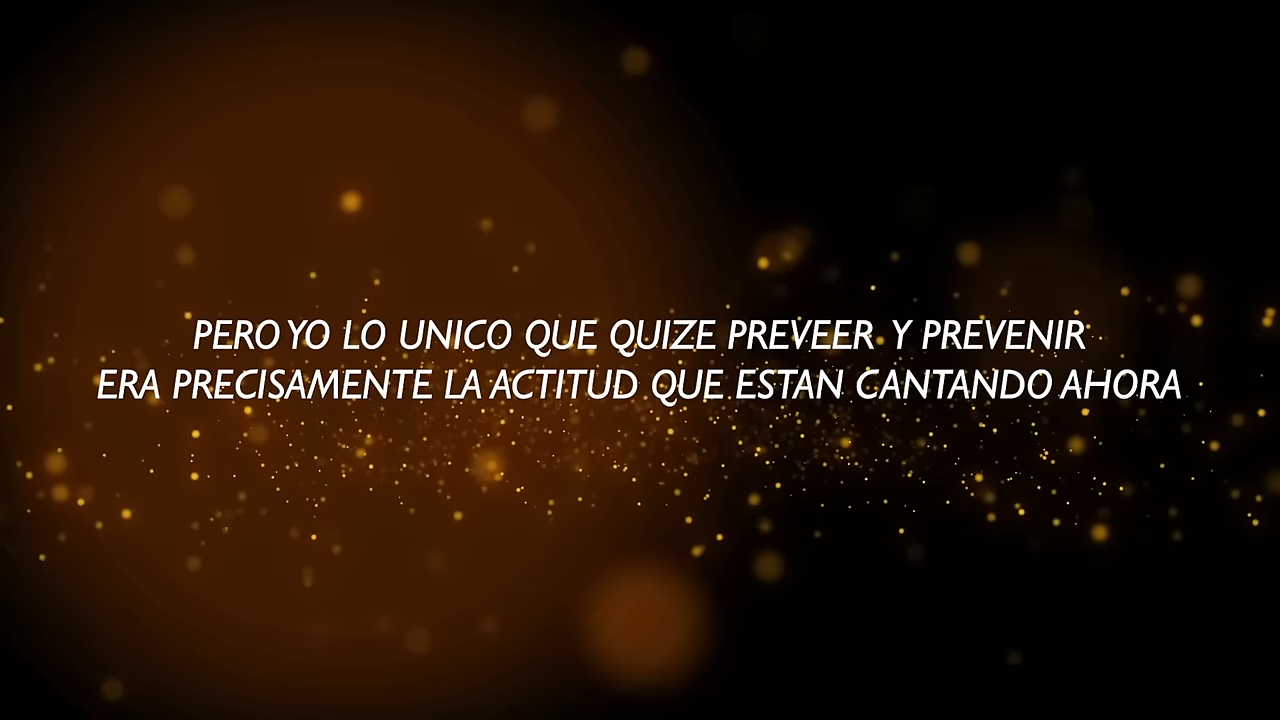 PERO YO LO UNICO QUE QUIZE PREVEER Y PREVENIR
ERA PRECISAMENTE LA ACTITUD QUE ESTAN CANTANDO AHORA